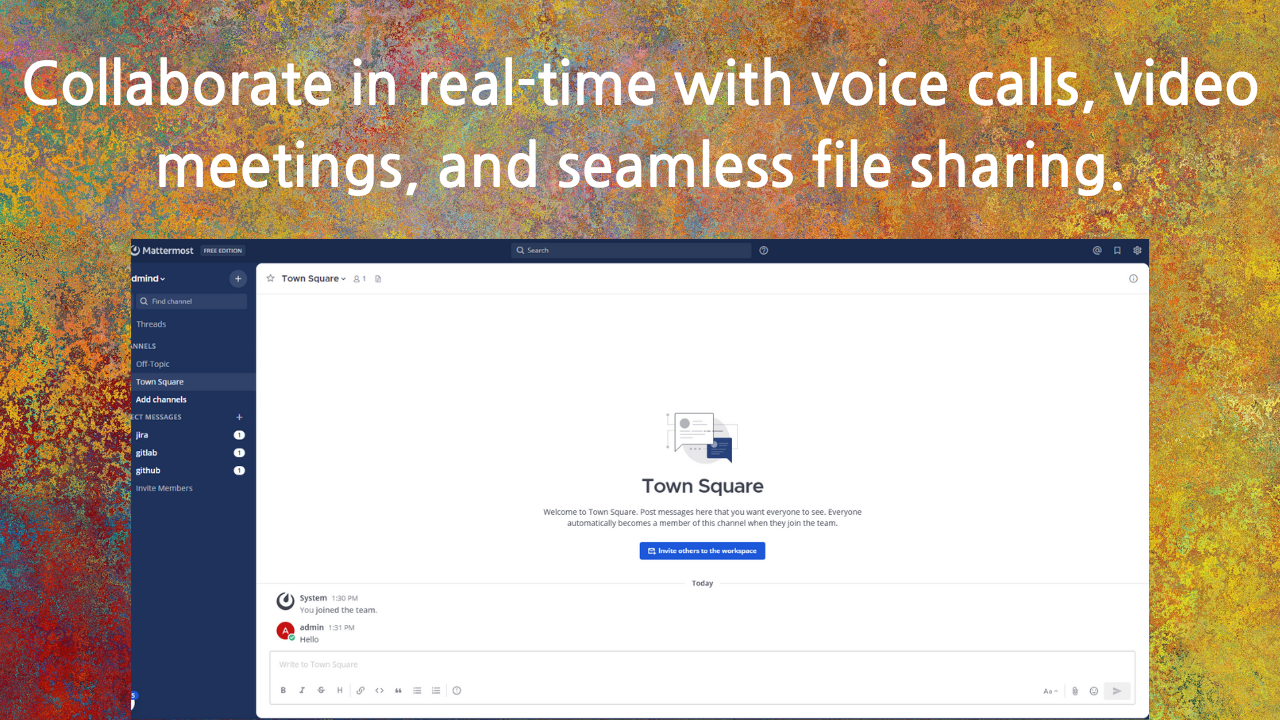 Collaborate in real-time with voice calls, video
meetings, and seamless file sharing.
Mattermost FREE EDITION
Search
dmind
Find channel
Town Square 1
Threads
NNELS
Off-Topic
Town Square
Add channels
ECT MESSAGES
jira 1
gitlab 1
github 1
Invite Members
Town Square
Welcome to Town Square. Post messages here that you want everyone to see. Everyone
automatically becomes a member of this channel when they join the team.
Invite others to the workspace
Today
System 1:30 PM
You joined the team.
A admin 1:31 PM
Hello
Write to Town Square
B I S H
Aa
5